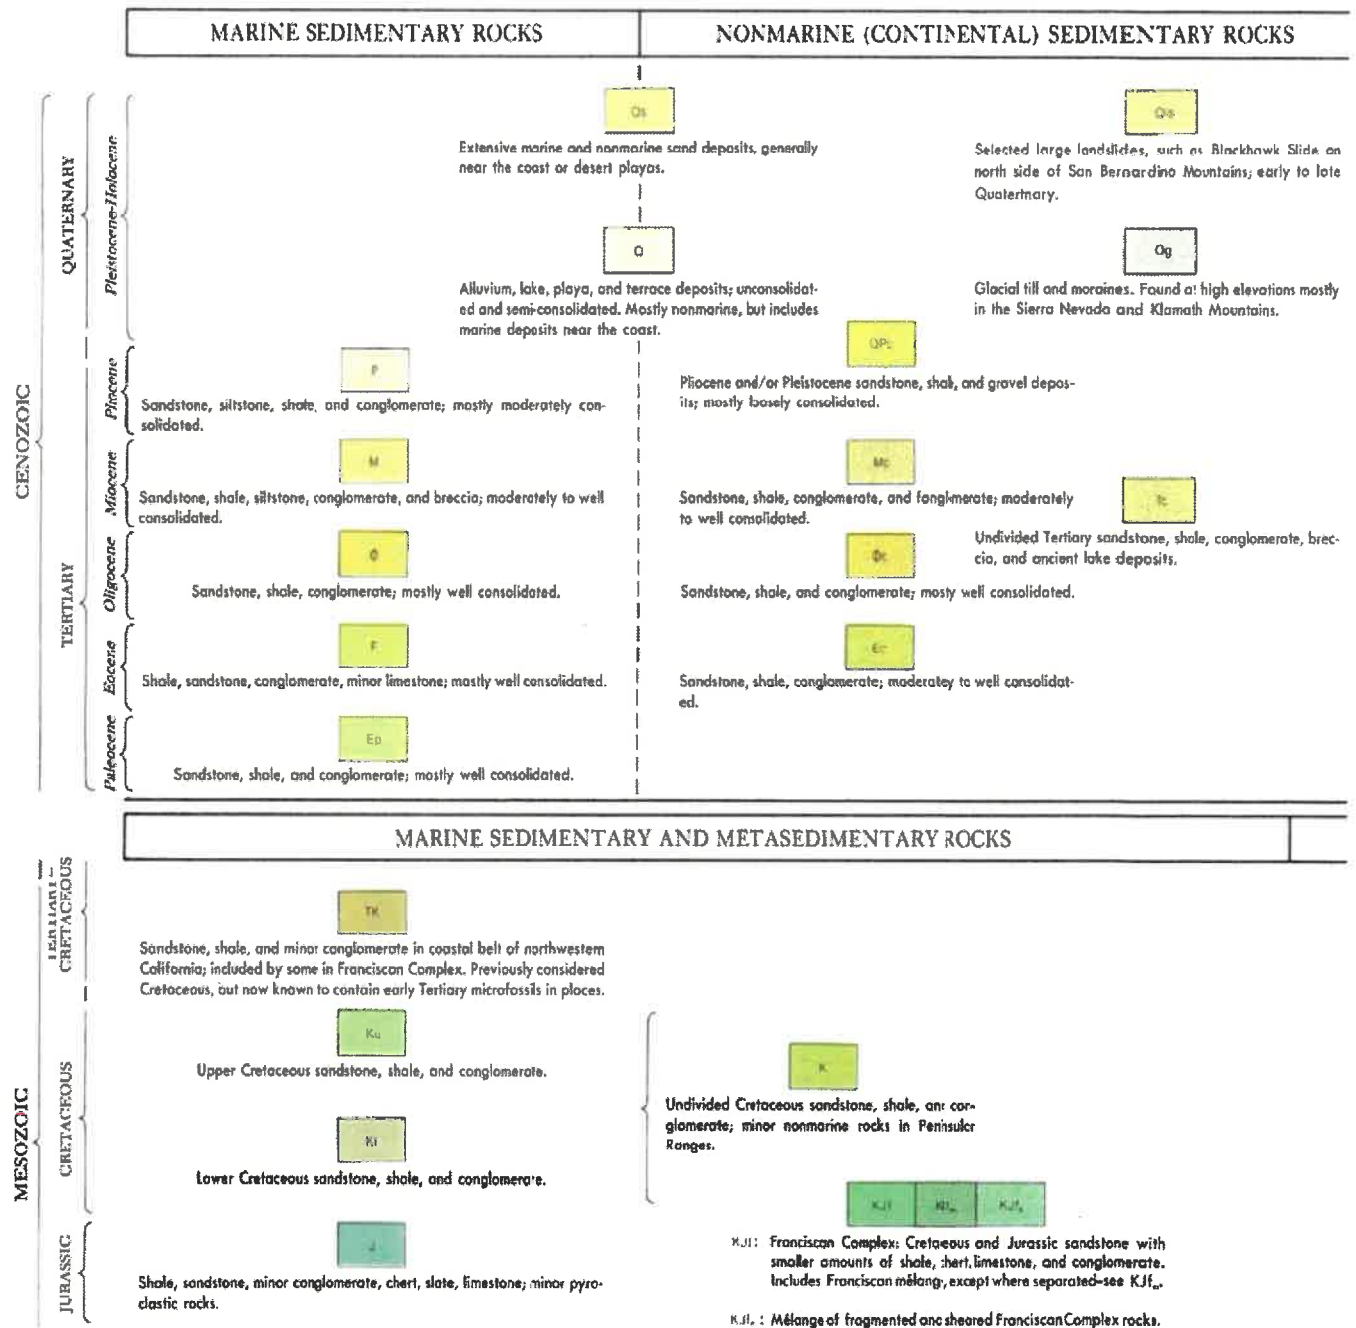 MARINE SEDIMENTARY ROCKS
NONMARINE (CONTINENTAL) SEDIMENTARY ROCKS
CENOZOIC
QUATERNARY
Pleistocene-Holocene
Qs
Extensive marine and nonmarine sand deposits, generally
near the coast or desert playas.
Qls
Selected large landslides, such as Blackhawk Slide on
north side of San Bernardino Mountains; early to late
Quaternary.
Q
Alluvium, lake, playa, and terrace deposits; unconsolidat-
ed and semi-consolidated. Mostly nonmarine, but includes
marine deposits near the coast.
Qg
Glacial till and moraines. Found at high elevations mostly
in the Sierra Nevada and Klamath Mountains.
TERTIARY
Pliocene
P
Sandstone, siltstone, shale, and conglomerate; mostly moderately con-
solidated.
QPc
Pliocene and/or Pleistocene sandstone, shale, and gravel depos-
its; mostly loosely consolidated.
Miocene
M
Sandstone, shale, siltstone, conglomerate, and breccia; moderately to well
consolidated.
Mc
Sandstone, shale, conglomerate, and fanglmerate; moderately
to well consolidated.
Tc
Undivided Tertiary sandstone, shale, conglomerate, brec-
cia, and ancient lake deposits.
Oligocene
O
Sandstone, shale, conglomerate; mostly well consolidated.
Oc
Sandstone, shale, and conglomerate; mosty well consolidated.
Eocene
E
Shale, sandstone, conglomerate, minor limestone; mostly well consolidated.
Ec
Sandstone, shale, conglomerate; moderatey to well consolidat-
ed.
Paleocene
Ep
Sandstone, shale, and conglomerate; mostly well consolidated.
MARINE SEDIMENTARY AND METASEDIMENTARY ROCKS
MESOZOIC
TERTIARY-
CRETACEOUS
TK
Sandstone, shale, and minor conglomerate in coastal belt of northwestern
California; included by some in Franciscan Complex. Previously considered
Cretaceous, but now known to contain early Tertiary microfossils in places.
CRETACEOUS
Ku
Upper Cretaceous sandstone, shale, and conglomerate.
K
Undivided Cretaceous sandstone, shale, and con-
glomerate; minor nonmarine rocks in Peninsular
Ranges.
Kl
Lower Cretaceous sandstone, shale, and conglomerate.
JURASSIC
J
Shale, sandstone, minor conglomerate, chert, slate, limestone; minor pyro-
clastic rocks.
KJf KJfm KJfs
KJf: Franciscan Complex: Cretaceous and Jurassic sandstone with
smaller amounts of shale, chert, limestone, and conglomerate.
Includes Franciscan mélange, except where separated-see KJfm.
KJfm: Mélange of fragmented and sheared Franciscan Complex rocks.